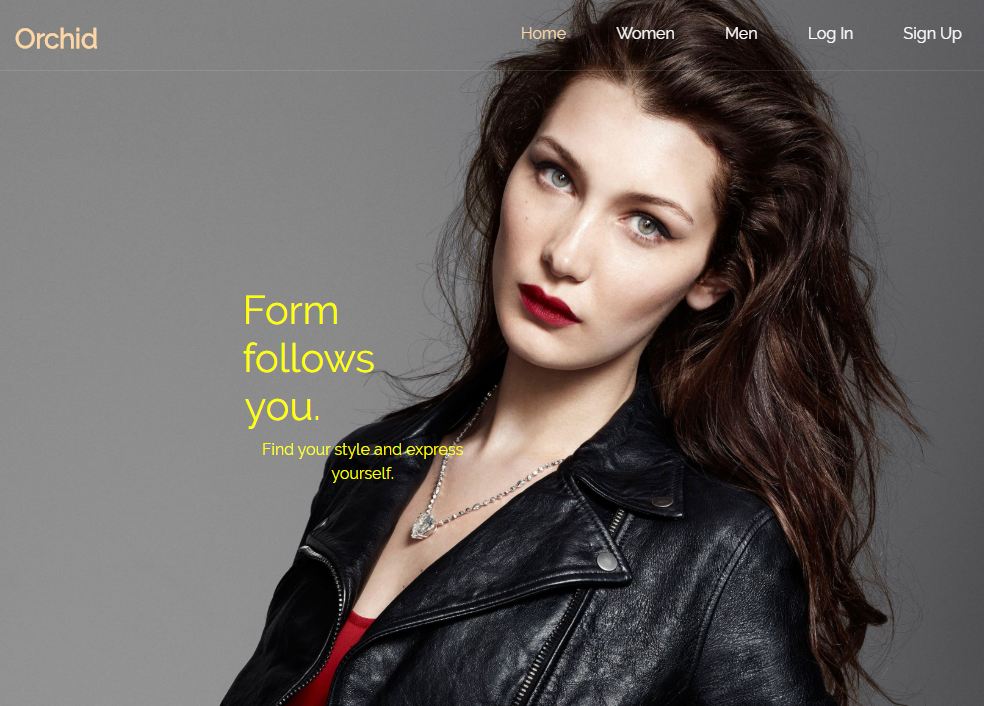 Orchid
Home Women Men Log In Sign Up
Form
follows
you.
Find your style and express
yourself.